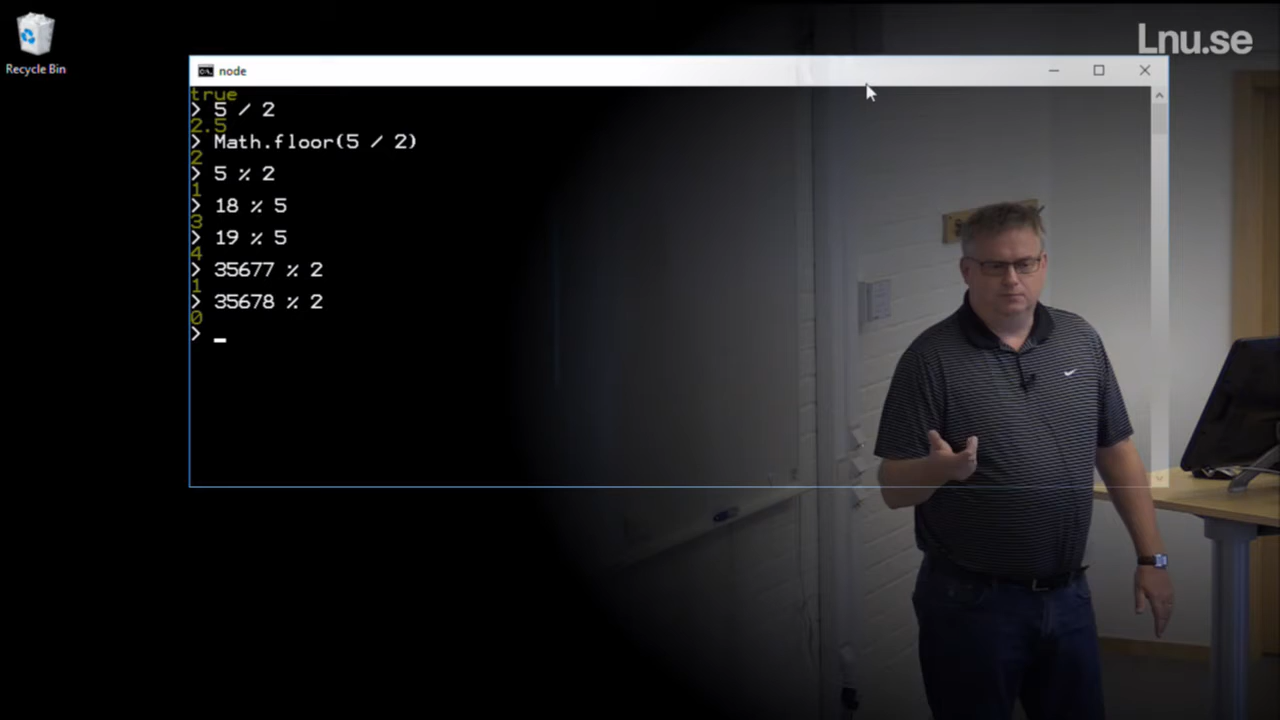 Lnu.se
Recycle Bin
node
true
> 5 / 2
2.5
> Math.floor(5 / 2)
2
> 5 % 2
1
> 18 % 5
3
> 19 % 5
4
> 35677 % 2
1
> 35678 % 2
0
> _